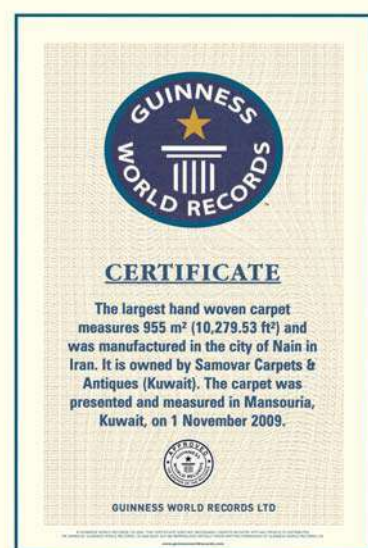 GUINNESS
WORLD RECORDS
CERTIFICATE
The largest hand woven carpet
measures 955 m² (10,279.53 ft²) and
was manufactured in the city of Nain in
Iran. It is owned by Samovar Carpets &
Antiques (Kuwait). The carpet was
presented and measured in Mansouria,
Kuwait, on 1 November 2009.
APPROVED
GUINNESS WORLD RECORDS LTD